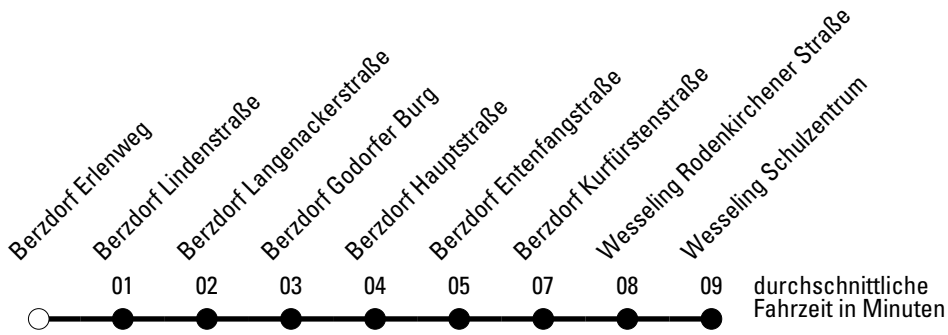 Berzdorf Erlenweg
Berzdorf Lindenstraße
Berzdorf Langenackerstraße
Berzdorf Godorfer Burg
Berzdorf Hauptstraße
Berzdorf Entenfangstraße
Berzdorf Kurfürstenstraße
Wesseling Rodenkirchener Straße
Wesseling Schulzentrum
01 02 03 04 05 07 08 09
durchschnittliche
Fahrzeit in Minuten